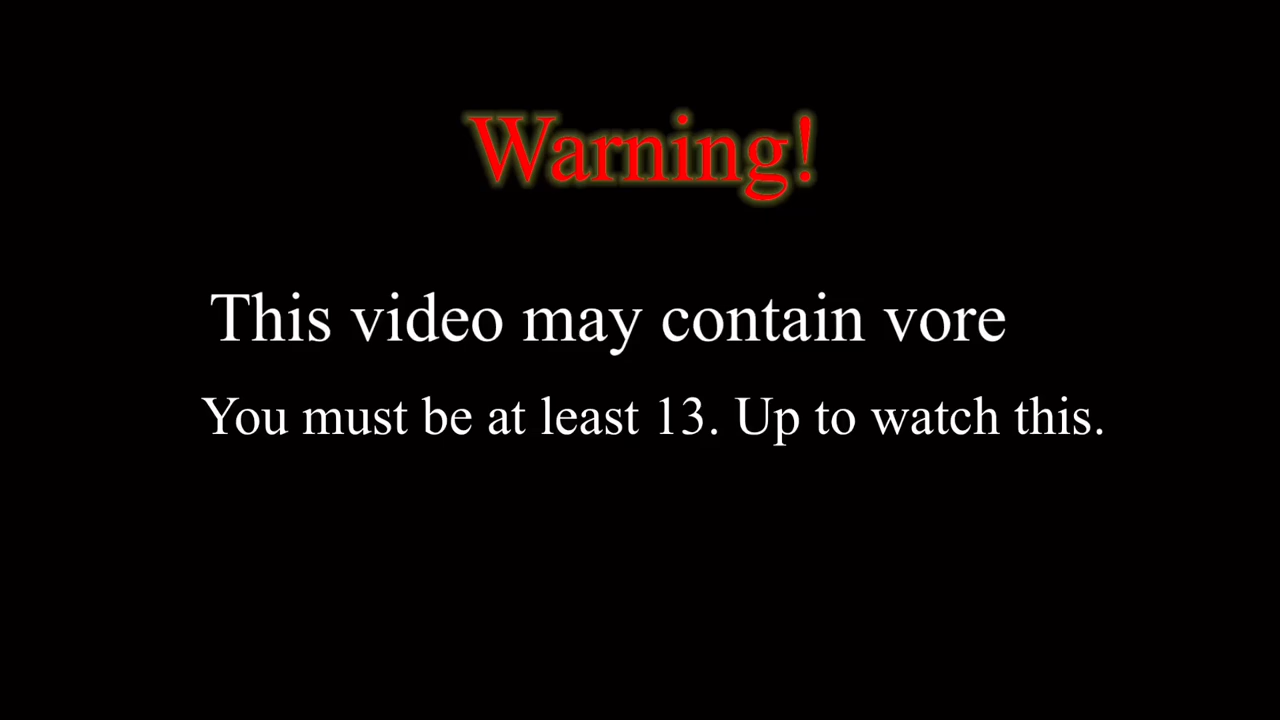 Warning!
This video may contain vore
You must be at least 13. Up to watch this.